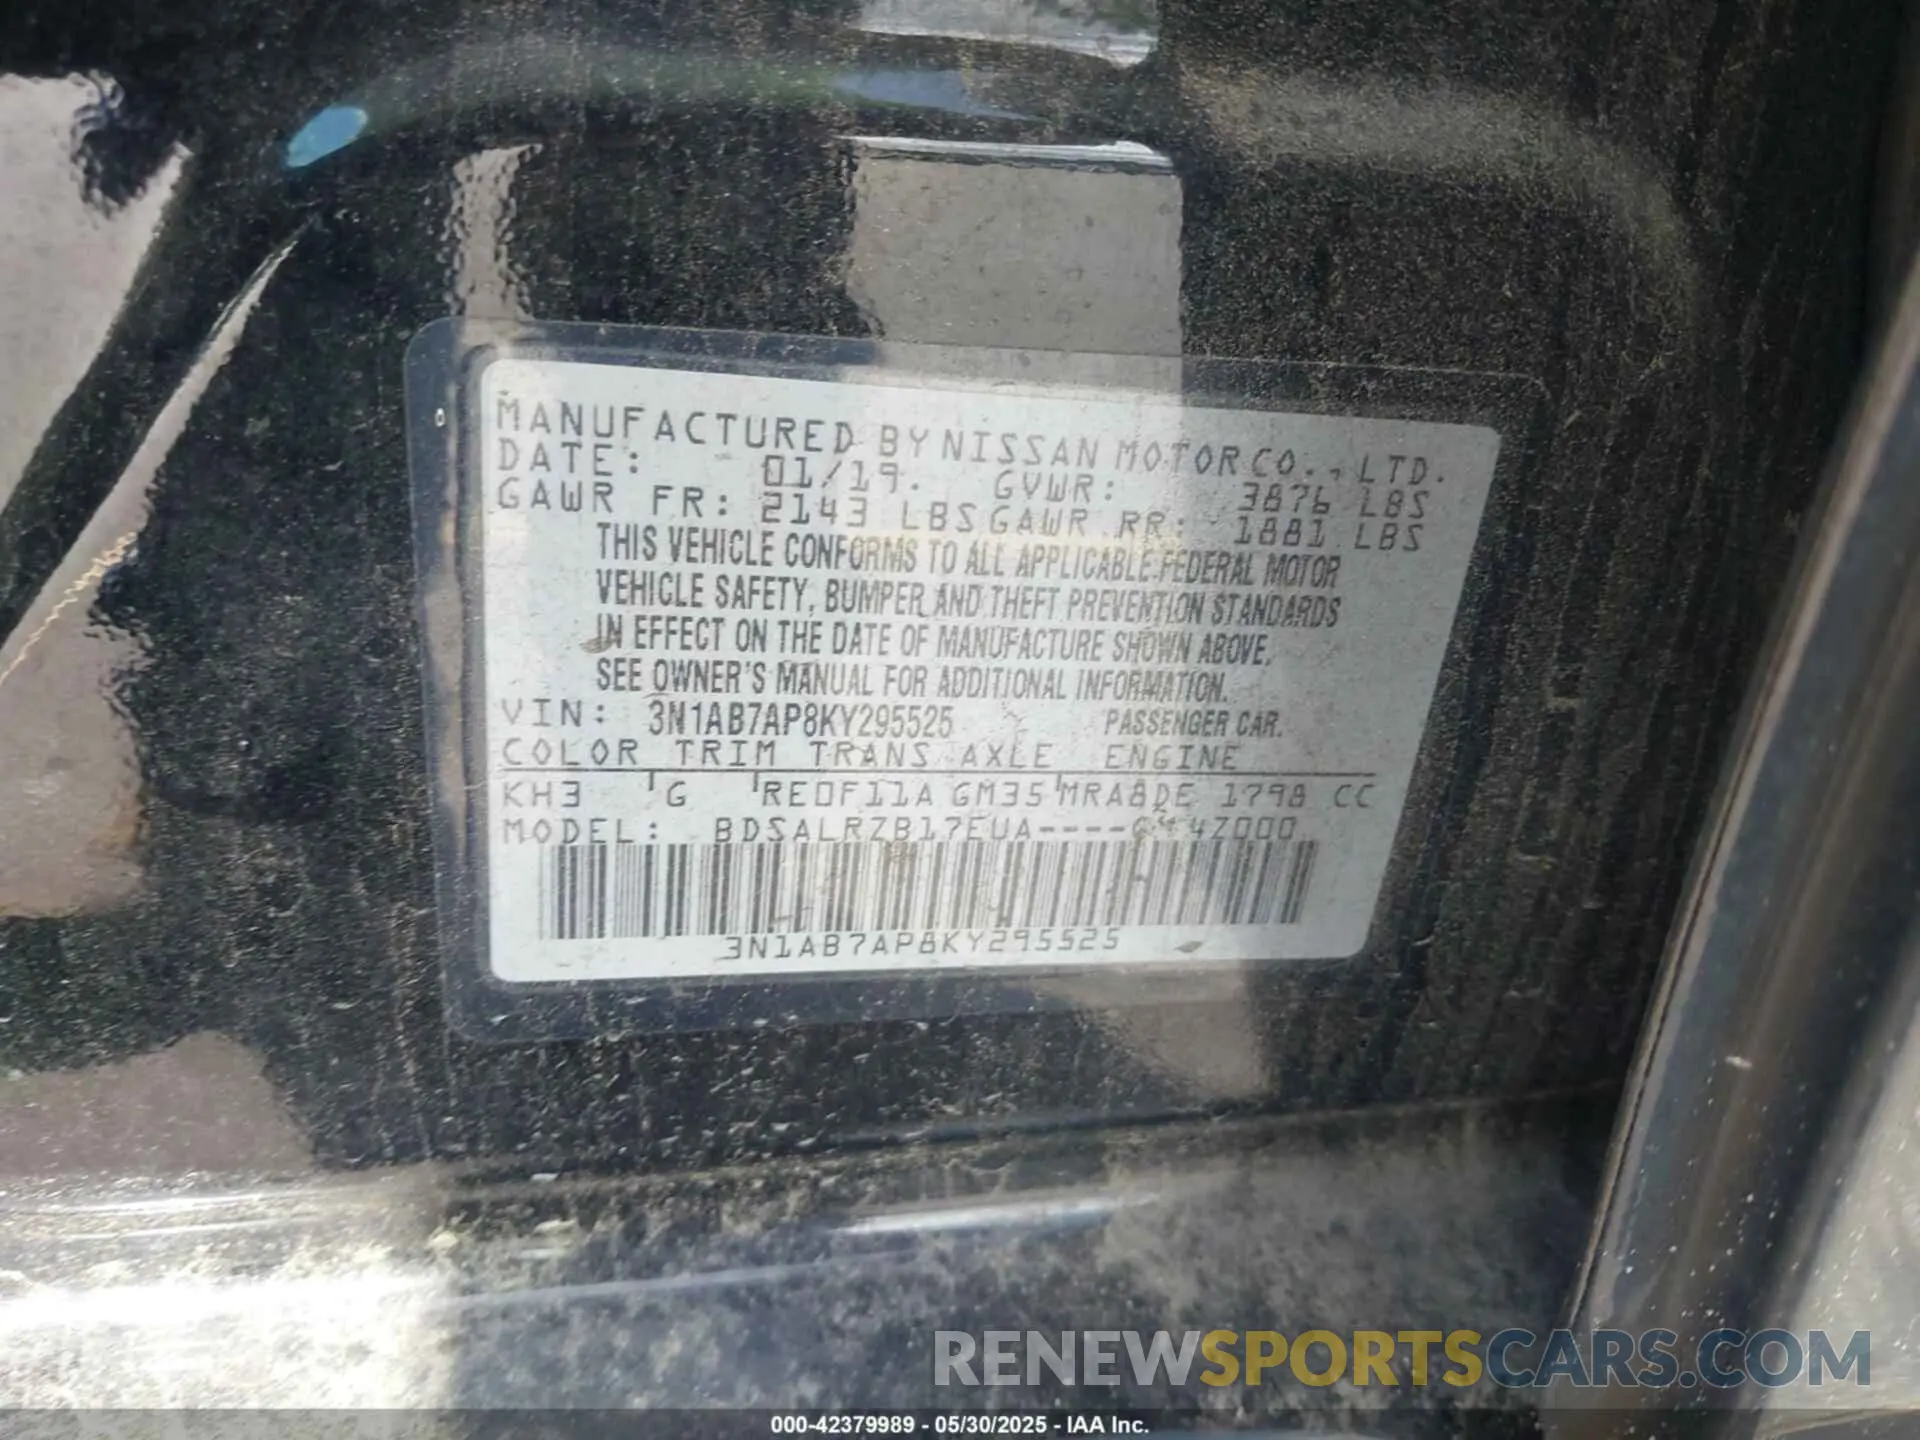 MANUFACTURED BY NISSAN MOTOR CO., LTD.
DATE: 01/19. GVWR: 3876 LBS
GAWR FR: 2143 LBS GAWR RR: 1881 LBS
THIS VEHICLE CONFORMS TO ALL APPLICABLE FEDERAL MOTOR
VEHICLE SAFETY, BUMPER AND THEFT PREVENTION STANDARDS
IN EFFECT ON THE DATE OF MANUFACTURE SHOWN ABOVE.
SEE OWNER'S MANUAL FOR ADDITIONAL INFORMATION.
VIN: 3N1AB7AP8KY295525 PASSENGER CAR.
COLOR TRIM TRANS AXLE ENGINE
KH3 G RE0F11A GM35 MRA8DE 1798 CC
MODEL:
3N1AB7AP8KY295525
RENEWSPORTSCARS.COM
000-42379989 - 05/30/2025 - IAA Inc.